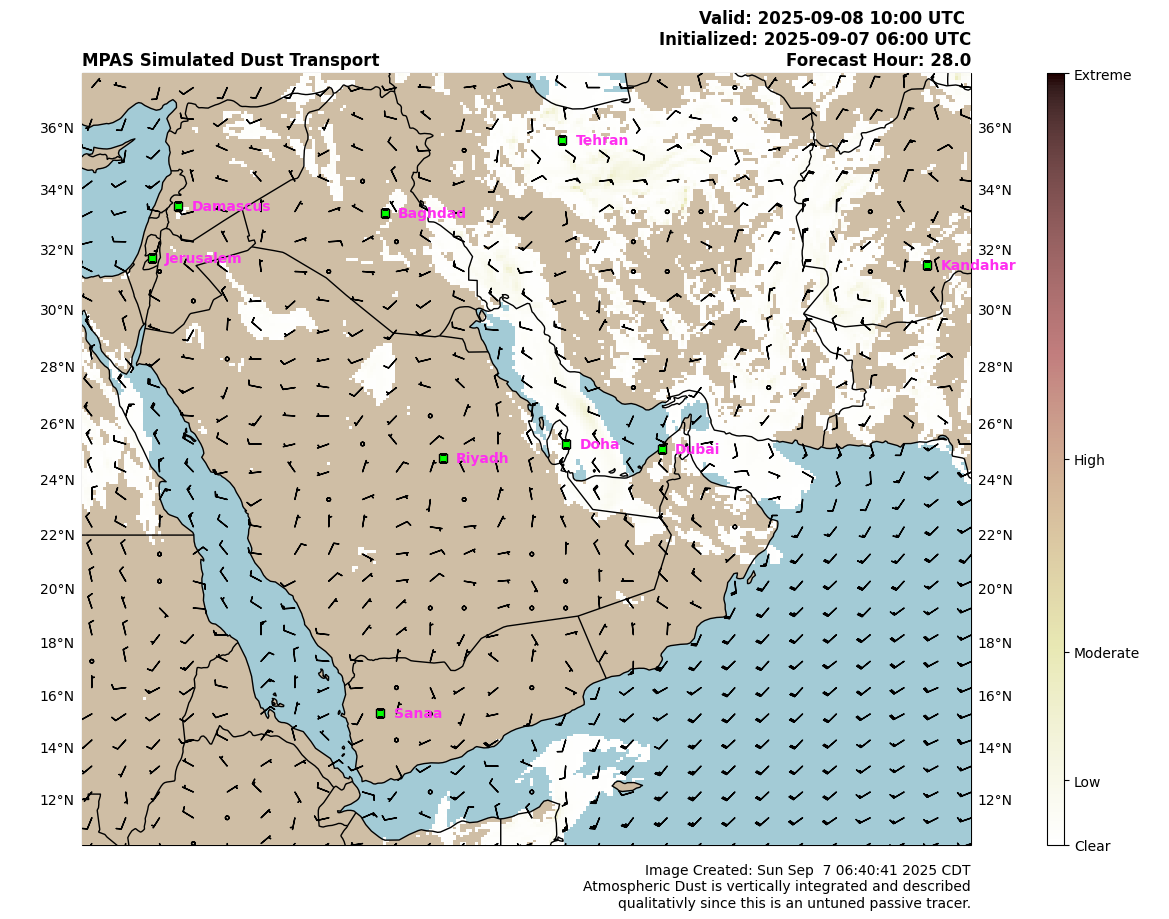 Valid: 2025-09-08 10:00 UTC
Initialized: 2025-09-07 06:00 UTC
MPAS Simulated Dust Transport
Forecast Hour: 28.0
Extreme
36°N
36°N
Tehran
34°N
34°N
Damascus
Baghdad
32°N
32°N
Jerusalem
Kandahar
30°N
30°N
28°N
28°N
26°N
26°N
Doha
Dubai
Riyadh
High
24°N
24°N
22°N
22°N
20°N
20°N
18°N
18°N
Moderate
16°N
16°N
Sanaa
14°N
14°N
Low
12°N
12°N
Clear
Image Created: Sun Sep  7 06:40:41 2025 CDT
Atmospheric Dust is vertically integrated and described
qualitativly since this is an untuned passive tracer.